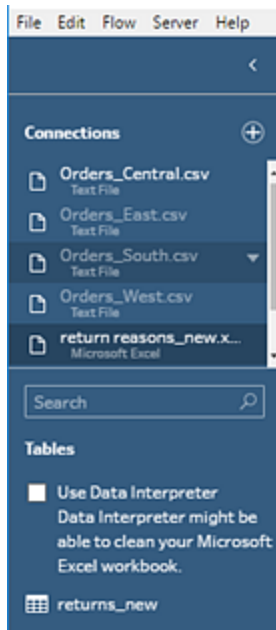 File Edit Flow Server Help
Connections
Orders_Central.csv
Text File
Orders_East.csv
Text File
Orders_South.csv
Text File
Orders_West.csv
Text File
return reasons_new.x...
Microsoft Excel
Search
Tables
Use Data Interpreter
Data Interpreter might be
able to clean your Microsoft
Excel workbook.
returns_new